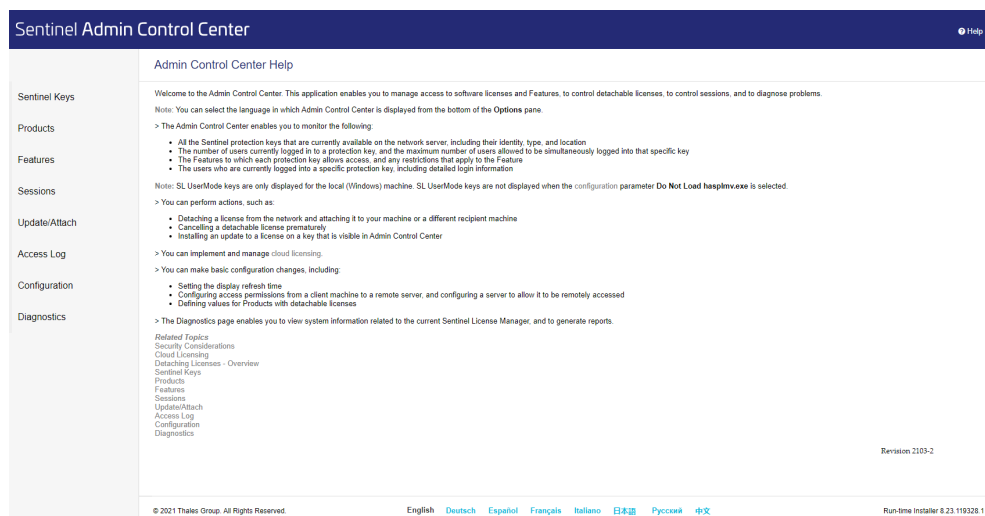 Sentinel Admin Control Center
Help
Admin Control Center Help
Sentinel Keys
Products
Features
Sessions
Update/Attach
Access Log
Configuration
Diagnostics
Welcome to the Admin Control Center. This application enables you to manage access to software licenses and Features, to control detachable licenses, to control sessions, and to diagnose problems.
Note: You can select the language in which Admin Control Center is displayed from the bottom of the Options pane.
> The Admin Control Center enables you to monitor the following:
• All the Sentinel protection keys that are currently available on the network server, including their identity, type, and location
• The number of users currently logged in to a protection key, and the maximum number of users allowed to be simultaneously logged into that specific key
• The Features to which each protection key allows access, and any restrictions that apply to the Feature
• The users who are currently logged into a specific protection key, including detailed login information
Note: SL UserMode keys are only displayed for the local (Windows) machine. SL UserMode keys are not displayed when the configuration parameter Do Not Load hasplmv.exe is selected.
> You can perform actions, such as:
• Detaching a license from the network and attaching it to your machine or a different recipient machine
• Cancelling a detachable license prematurely
• Installing an update to a license on a key that is visible in Admin Control Center
> You can implement and manage cloud licensing.
> You can make basic configuration changes, including:
• Setting the display refresh time
• Configuring access permissions from a client machine to a remote server, and configuring a server to allow it to be remotely accessed
• Defining values for Products with detachable licenses
> The Diagnostics page enables you to view system information related to the current Sentinel License Manager, and to generate reports.
Related Topics
Security Considerations
Cloud Licensing
Detaching Licenses - Overview
Sentinel Keys
Products
Features
Sessions
Update/Attach
Access Log
Configuration
Diagnostics
Revision 2103-2
© 2021 Thales Group. All Rights Reserved.
English Deutsch Español Français Italiano 日本語 Русский 中文
Run-time Installer 8.23.119328.1